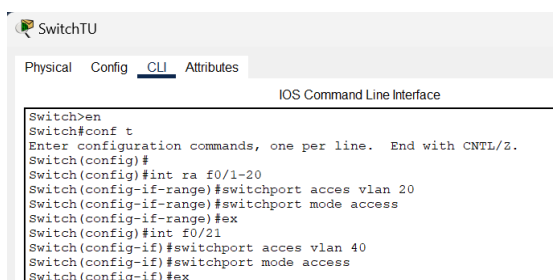 SwitchTU
Physical Config CLI Attributes
IOS Command Line Interface
Switch>en
Switch#conf t
Enter configuration commands, one per line. End with CNTL/Z.
Switch(config)#
Switch(config)#int ra f0/1-20
Switch(config-if-range)#switchport acces vlan 20
Switch(config-if-range)#switchport mode access
Switch(config-if-range)#ex
Switch(config)#int f0/21
Switch(config-if)#switchport acces vlan 40
Switch(config-if)#switchport mode access
Switch(config-if)#ex